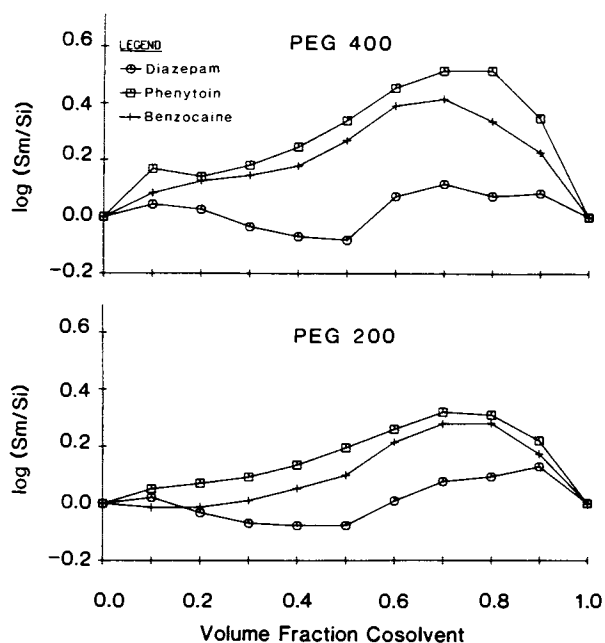 PEG 400
LEGEND
Diazepam
Phenytoin
Benzocaine
log (Sm/Si)
0.6
0.4
0.2
0.0
−0.2
PEG 200
log (Sm/Si)
0.6
0.4
0.2
0.0
−0.2
0.0 0.2 0.4 0.6 0.8 1.0
Volume Fraction Cosolvent